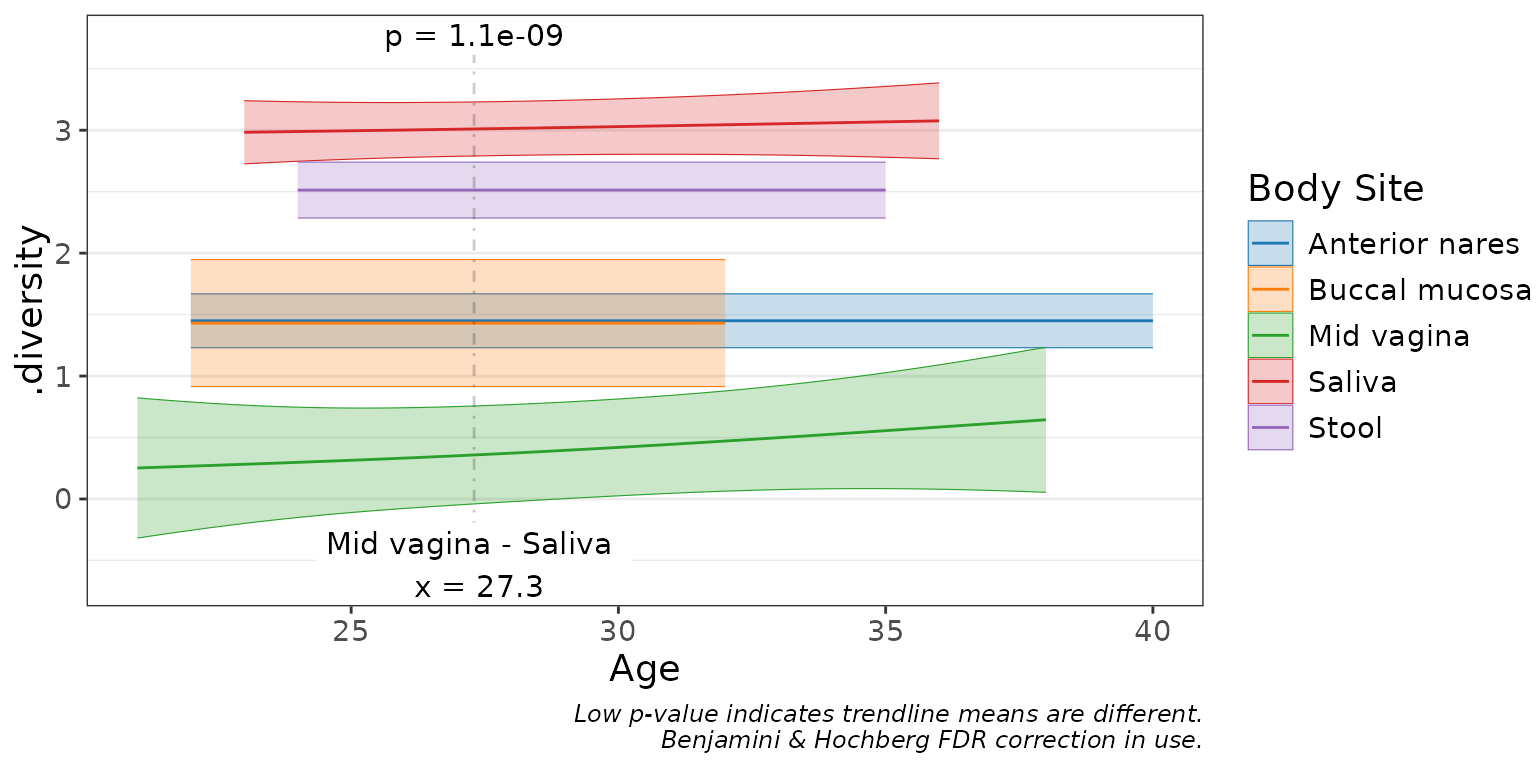 p = 1.1e-09
3
2
1
0
.diversity
Mid vagina - Saliva
x = 27.3
25
30
35
40
Age
Body Site
Anterior nares
Buccal mucosa
Mid vagina
Saliva
Stool
Low p-value indicates trendline means are different.
Benjamini & Hochberg FDR correction in use.